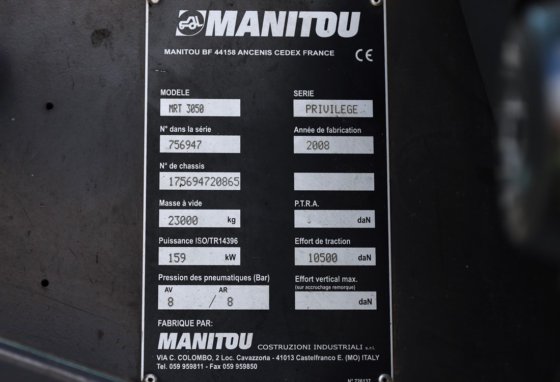 MANITOU
MANITOU BF 44158 ANCENIS CEDEX FRANCE CE
MODELE SERIE
MRT 3050 PRIVILEGE
N° dans la série Année de fabrication
756947 2008
N° de chassis
175694720865
Masse à vide P.T.R.A.
23000 kg daN
Puissance ISO/TR14396 Effort de traction
159 kW 10500 daN
Pression des pneumatiques (Bar) Effort vertical max.
(sur accrochage remorque)
AV AR
8 / 8 daN
FABRIQUE PAR:
MANITOU COSTRUZIONI INDUSTRIALI s.r.l.
VIA C. COLOMBO, 2 Loc. Cavazzona - 41013 Castelfranco E. (MO) ITALY
Tel. 059 959811 - Fax 059 959850